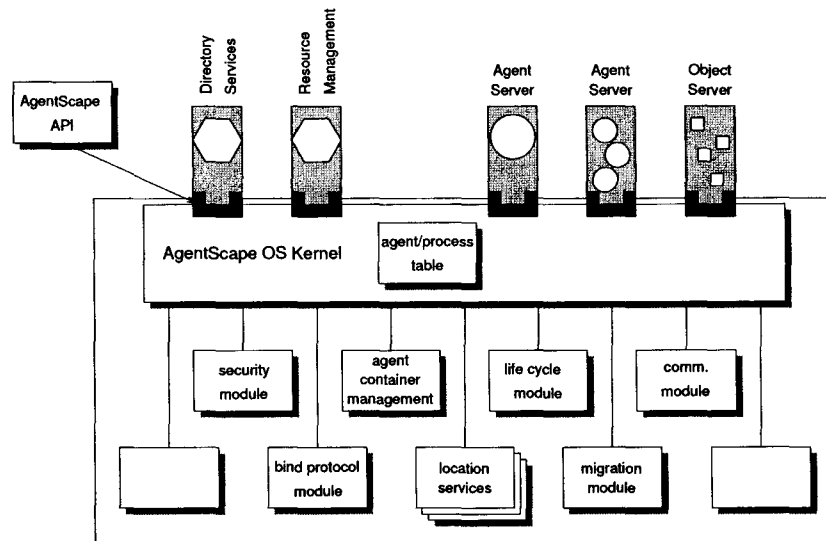 Directory
Services
Resource
Management
Agent
Server
Agent
Server
Object
Server
AgentScape
API
AgentScape OS Kernel
agent/process
table
security
module
agent
container
management
life cycle
module
comm.
module
bind protocol
module
location
services
migration
module